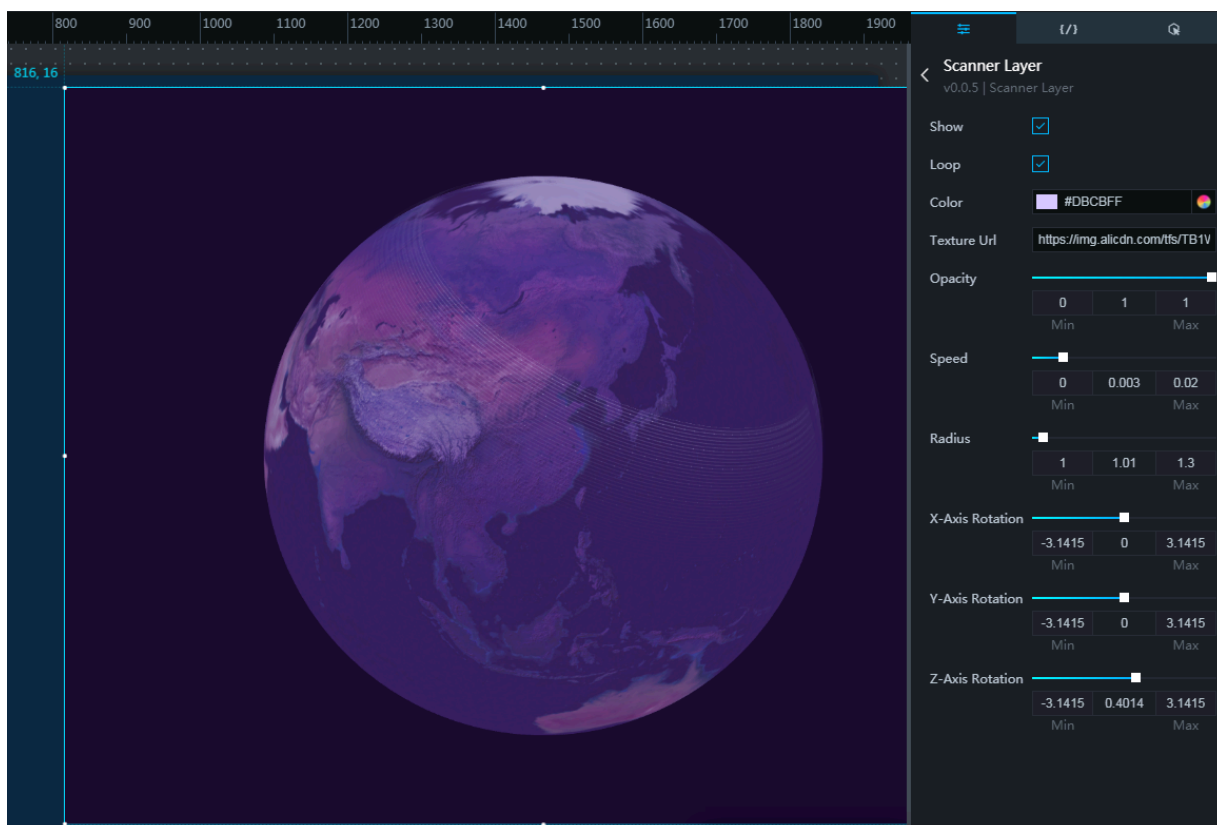 800 900 1000 1100 1200 1300 1400 1500 1600 1700 1800 1900
{/}
816, 16
Scanner Layer
v0.0.5 | Scanner Layer
Show
Loop
Color #DBCBFF
Texture Url https://img.alicdn.com/tfs/TB1V
Opacity
0 1 1
Min Max
Speed
0 0.003 0.02
Min Max
Radius
1 1.01 1.3
Min Max
X-Axis Rotation
-3.1415 0 3.1415
Min Max
Y-Axis Rotation
-3.1415 0 3.1415
Min Max
Z-Axis Rotation
-3.1415 0.4014 3.1415
Min Max